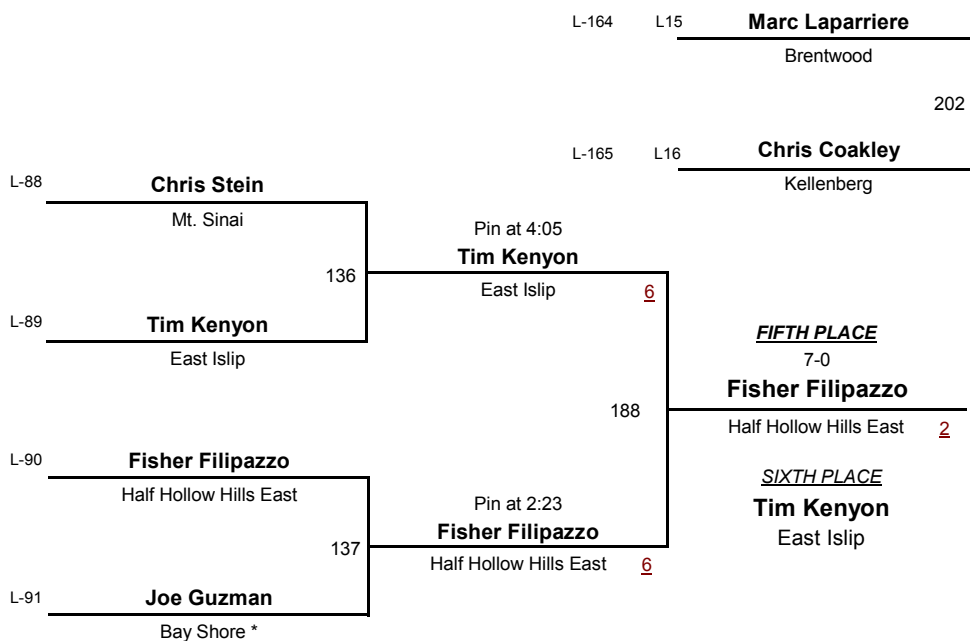 L-164 L15 Marc Laparriere
Brentwood
202
L-165 L16 Chris Coakley
Kellenberg
L-88 Chris Stein
Mt. Sinai
Pin at 4:05
136 Tim Kenyon
East Islip 6
L-89 Tim Kenyon
East Islip
FIFTH PLACE
7-0
188 Fisher Filipazzo
Half Hollow Hills East 2
L-90 Fisher Filipazzo
Half Hollow Hills East
SIXTH PLACE
Tim Kenyon
East Islip
Pin at 2:23
137 Fisher Filipazzo
Half Hollow Hills East 6
L-91 Joe Guzman
Bay Shore *